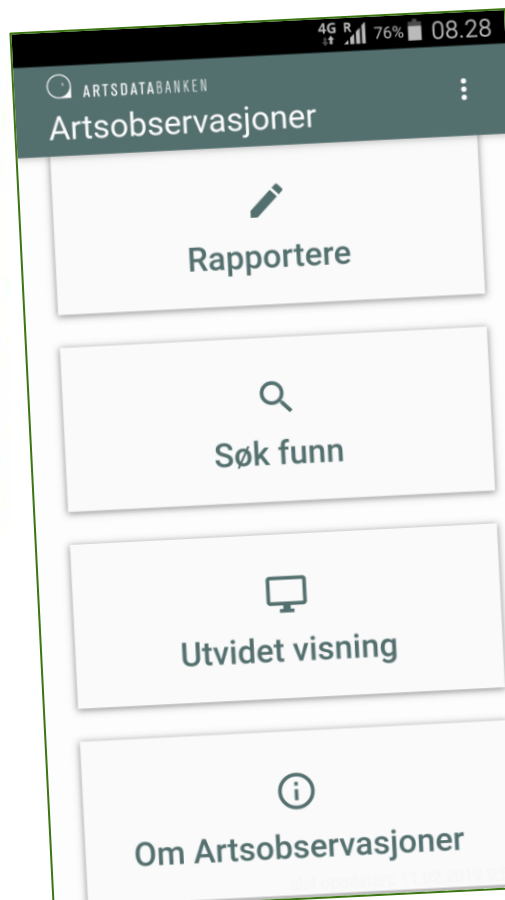 4G R 76% 08.28
ARTSDATABANKEN
Artsobservasjoner
Rapportere
Søk funn
Utvidet visning
Om Artsobservasjoner